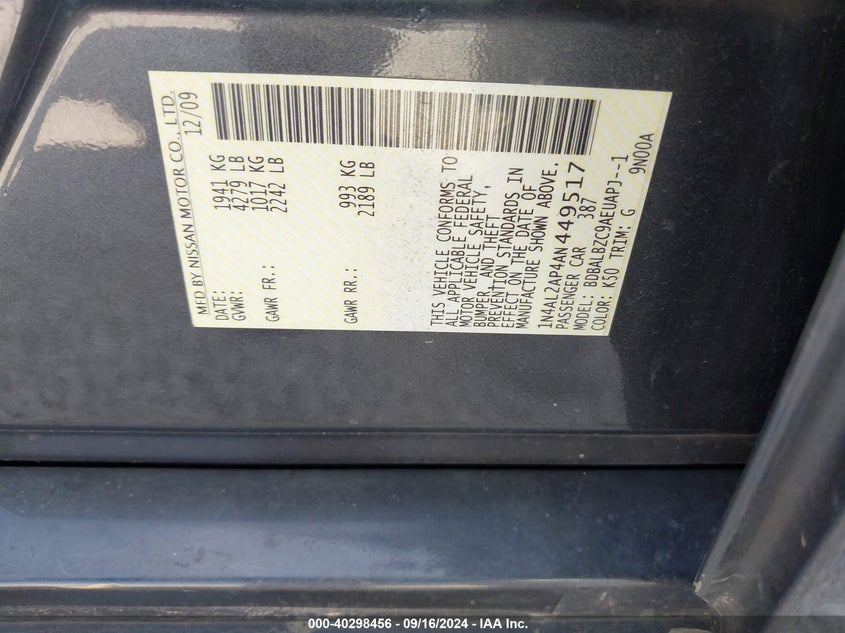 MFD BY NISSAN MOTOR CO., LTD.
DATE: 12/09
GVWR: 1941 KG
4279 LB
GAWR FR.: 1017 KG
2242 LB
GAWR RR.: 993 KG
2189 LB
THIS VEHICLE CONFORMS TO
ALL APPLICABLE FEDERAL
MOTOR VEHICLE SAFETY,
BUMPER, AND THEFT
PREVENTION STANDARDS IN
EFFECT ON THE DATE OF
MANUFACTURE SHOWN ABOVE.
1N4AL2AP4AN449517
PASSENGER CAR 387
MODEL: BDBALBZC9AEUAPJ--1
COLOR: K50 TRIM: G 9N00A
000-40298456 - 09/16/2024 - IAA Inc.